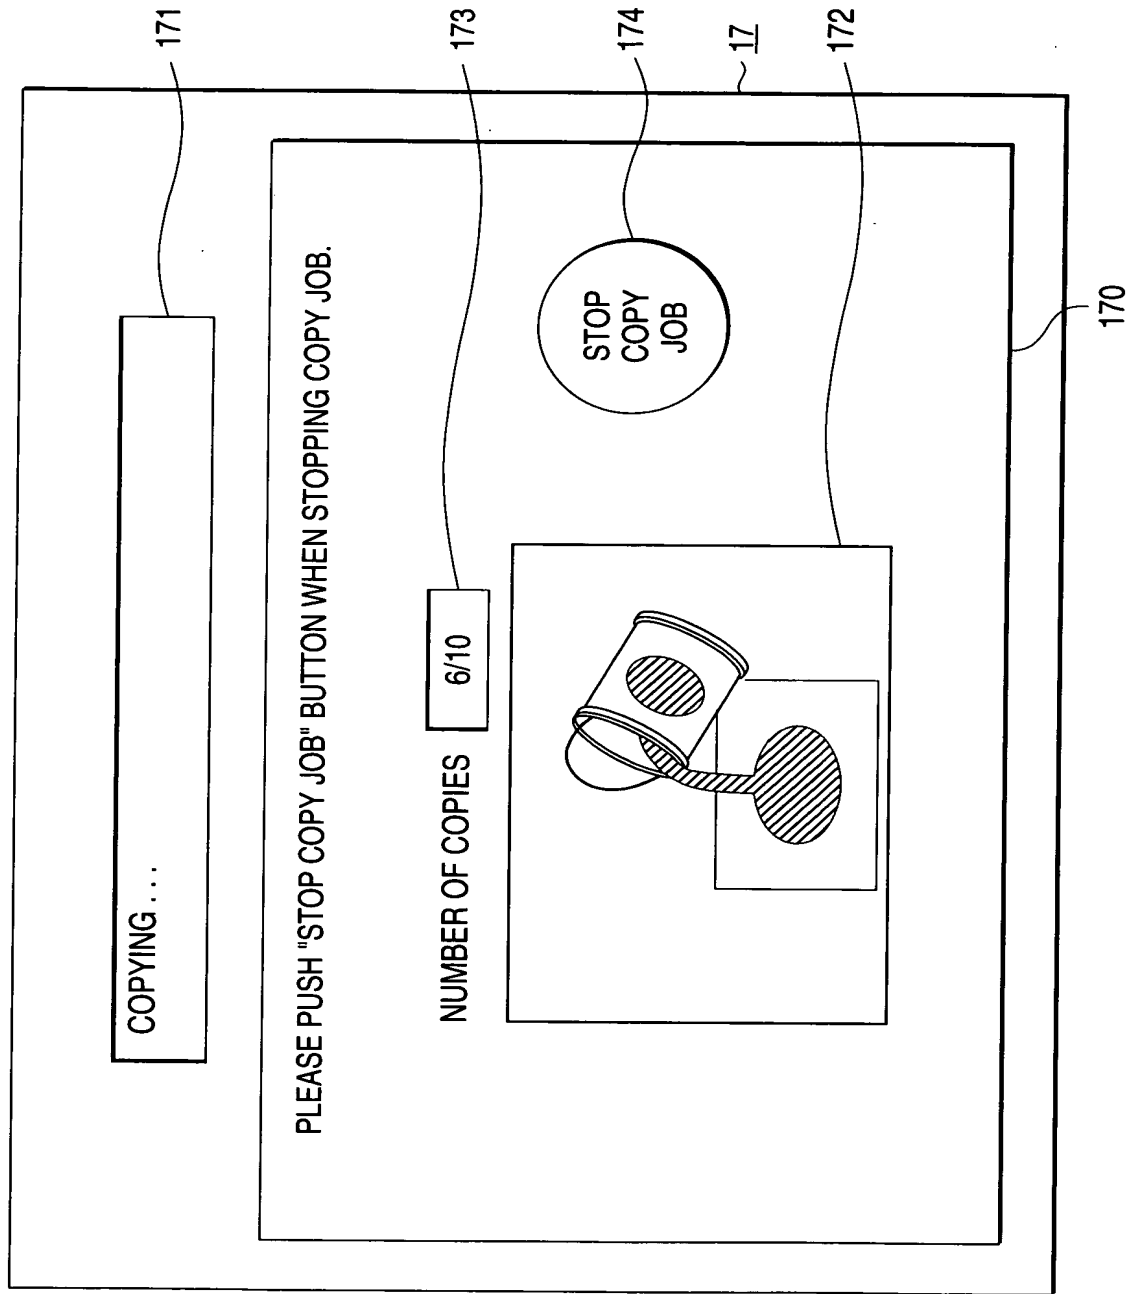 COPYING ...
171
PLEASE PUSH "STOP COPY JOB" BUTTON WHEN STOPPING COPY JOB.
NUMBER OF COPIES 6/10
173
STOP
COPY
JOB
174
17
172
170